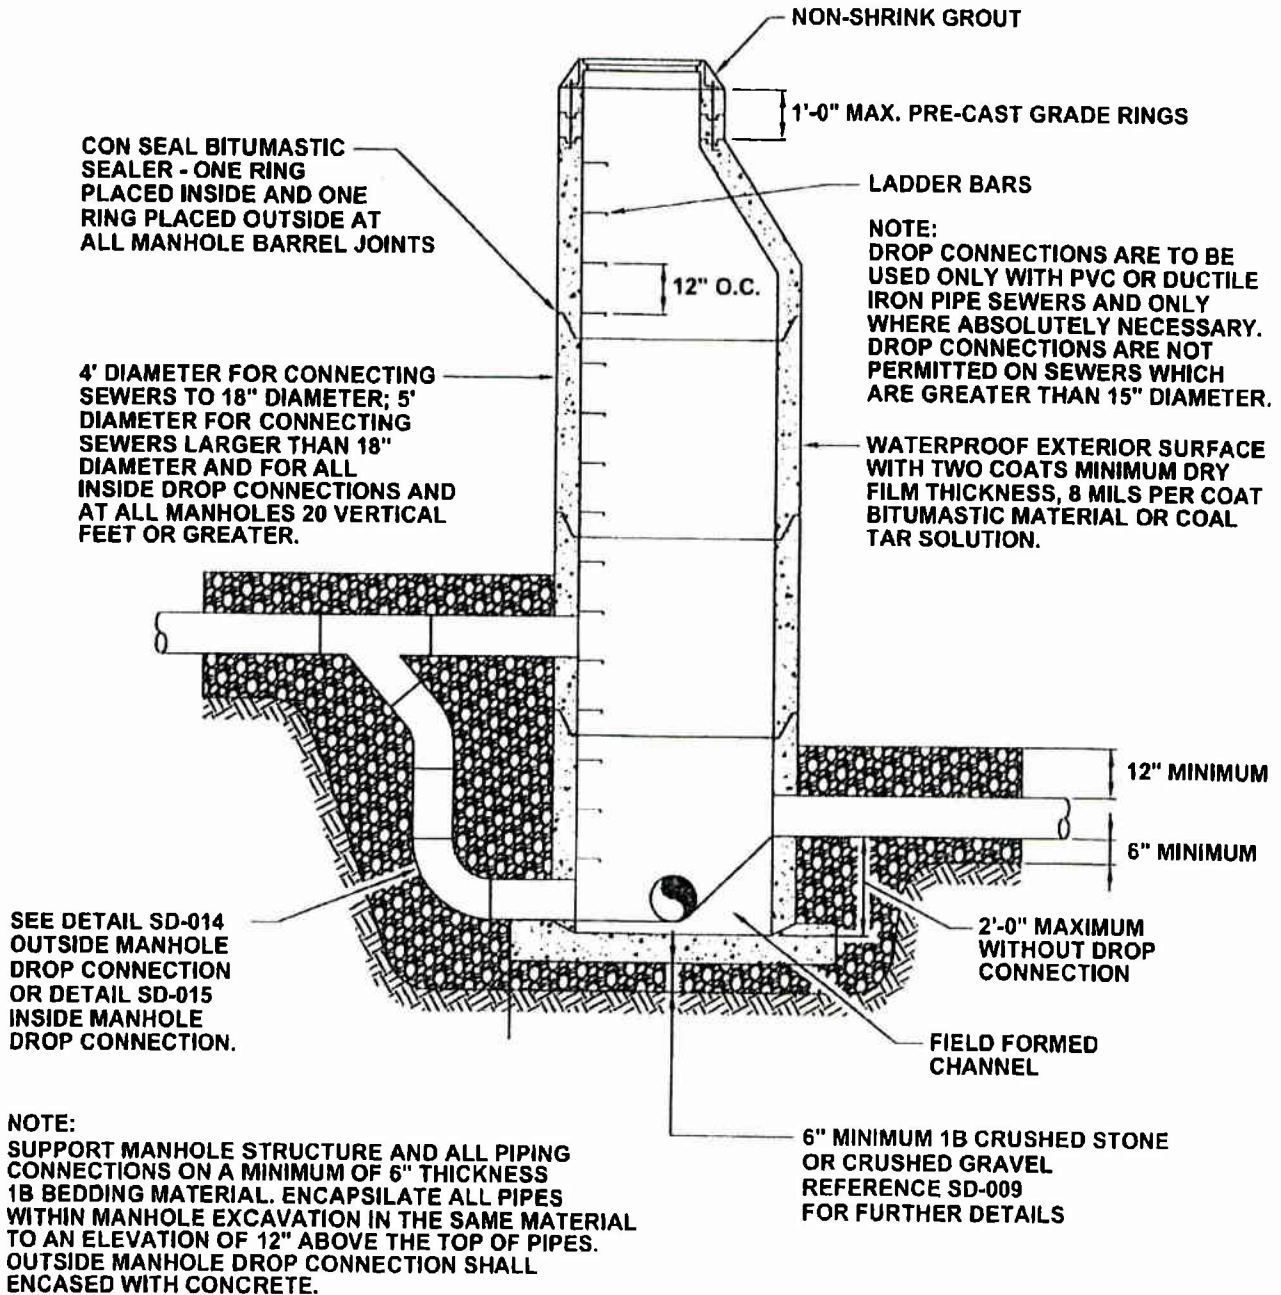 NON-SHRINK GROUT
1'-0" MAX. PRE-CAST GRADE RINGS
CON SEAL BITUMASTIC
SEALER - ONE RING
PLACED INSIDE AND ONE
RING PLACED OUTSIDE AT
ALL MANHOLE BARREL JOINTS
LADDER BARS
NOTE:
DROP CONNECTIONS ARE TO BE
USED ONLY WITH PVC OR DUCTILE
IRON PIPE SEWERS AND ONLY
WHERE ABSOLUTELY NECESSARY.
DROP CONNECTIONS ARE NOT
PERMITTED ON SEWERS WHICH
ARE GREATER THAN 15" DIAMETER.
12" O.C.
4' DIAMETER FOR CONNECTING
SEWERS TO 18" DIAMETER; 5'
DIAMETER FOR CONNECTING
SEWERS LARGER THAN 18"
DIAMETER AND FOR ALL
INSIDE DROP CONNECTIONS AND
AT ALL MANHOLES 20 VERTICAL
FEET OR GREATER.
WATERPROOF EXTERIOR SURFACE
WITH TWO COATS MINIMUM DRY
FILM THICKNESS, 8 MILS PER COAT
BITUMASTIC MATERIAL OR COAL
TAR SOLUTION.
12" MINIMUM
6" MINIMUM
SEE DETAIL SD-014
OUTSIDE MANHOLE
DROP CONNECTION
OR DETAIL SD-015
INSIDE MANHOLE
DROP CONNECTION.
2'-0" MAXIMUM
WITHOUT DROP
CONNECTION
FIELD FORMED
CHANNEL
NOTE:
SUPPORT MANHOLE STRUCTURE AND ALL PIPING
CONNECTIONS ON A MINIMUM OF 6" THICKNESS
1B BEDDING MATERIAL. ENCAPSILATE ALL PIPES
WITHIN MANHOLE EXCAVATION IN THE SAME MATERIAL
TO AN ELEVATION OF 12" ABOVE THE TOP OF PIPES.
OUTSIDE MANHOLE DROP CONNECTION SHALL
ENCASED WITH CONCRETE.
6" MINIMUM 1B CRUSHED STONE
OR CRUSHED GRAVEL
REFERENCE SD-009
FOR FURTHER DETAILS